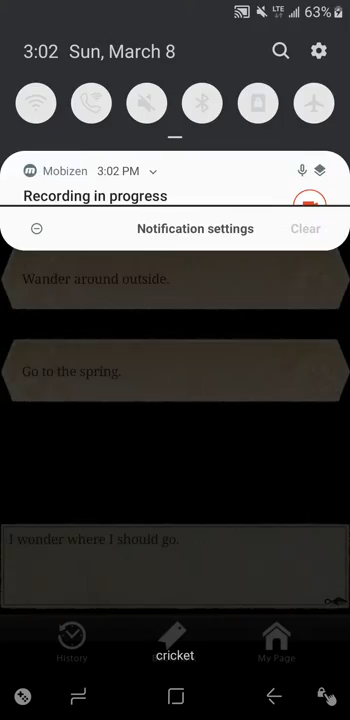 LTE 63%
3:02 Sun, March 8
Mobizen 3:02 PM
Recording in progress
Notification settings Clear
Wander around outside.
Go to the spring.
I wonder where I should go.
History My Page
cricket